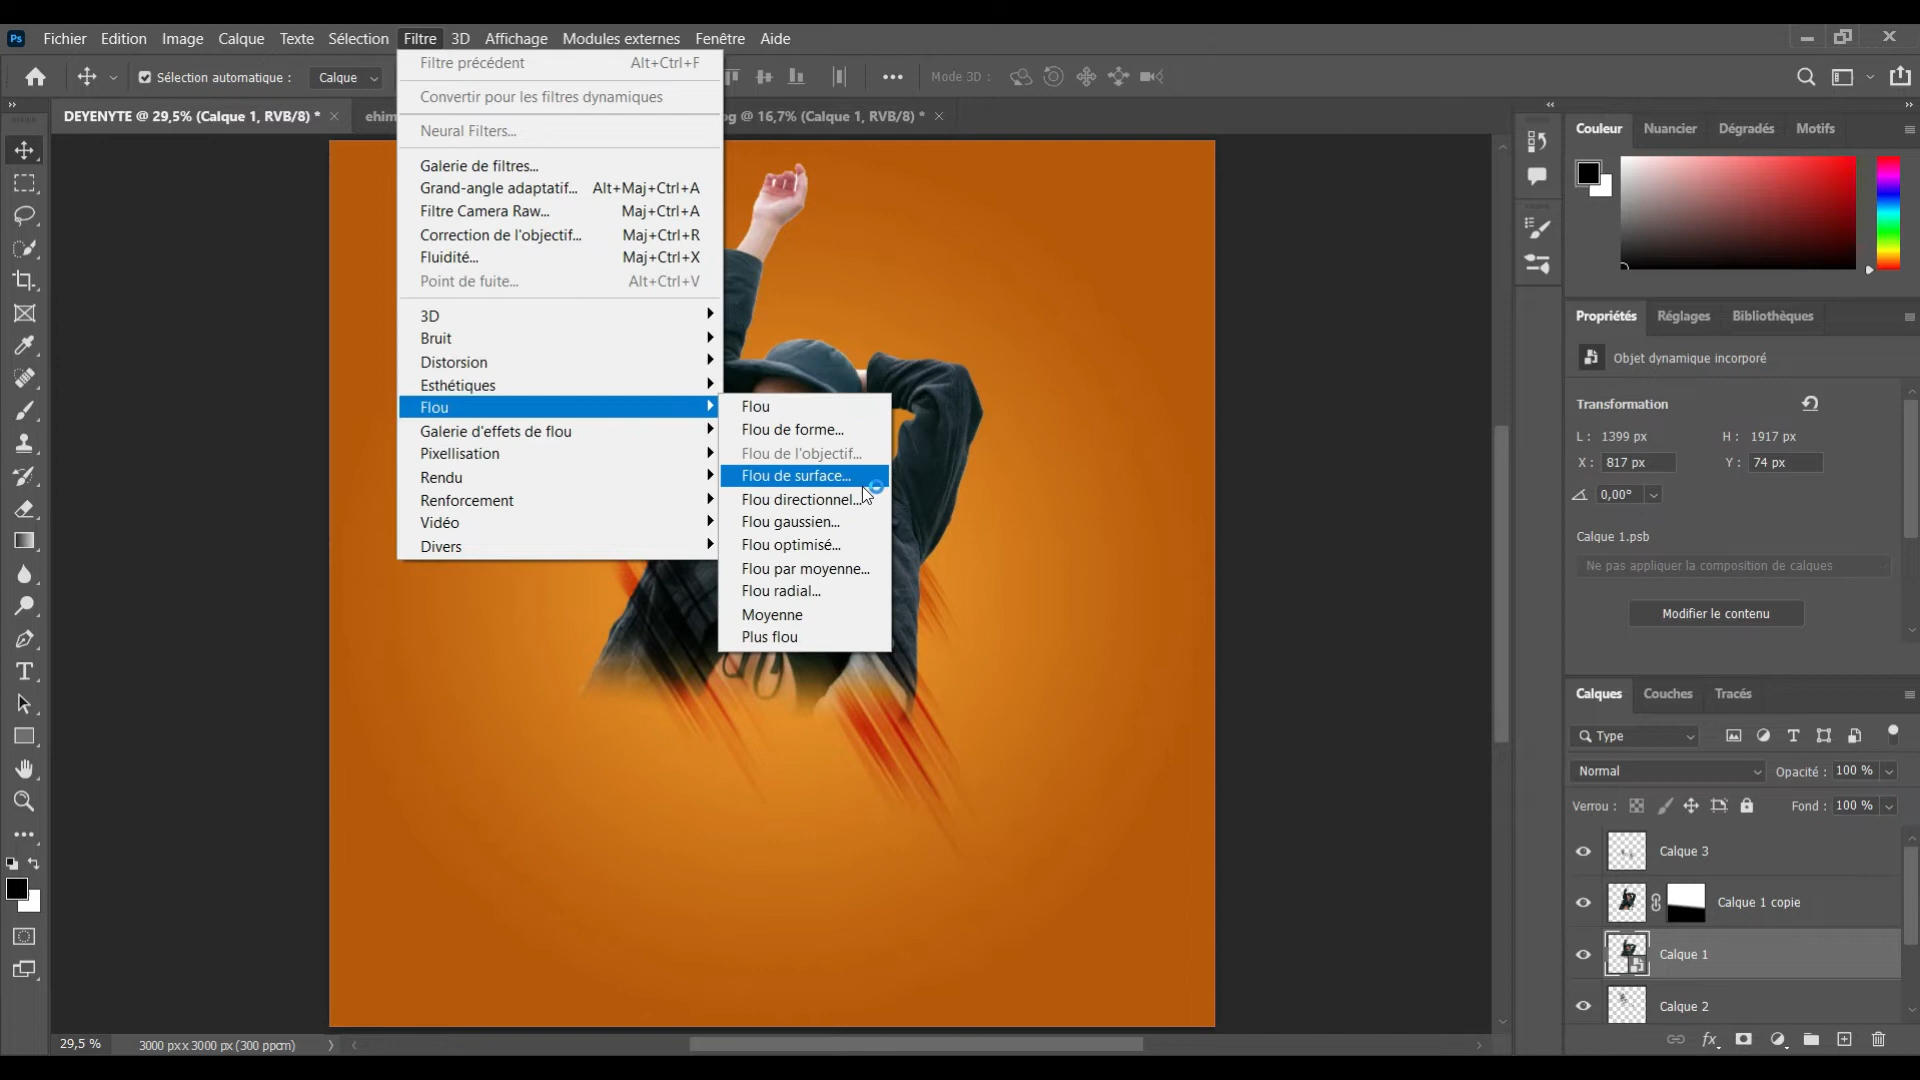 Ps Fichier Edition Image Calque Texte Sélection Filtre 3D Affichage Modules externes Fenêtre Aide
Sélection automatique : Calque
Mode 3D :
DEYENYTE @ 29,5% (Calque 1, RVB/8) *
@ 16,7% (Calque 1, RVB/8) *
Filtre précédent Alt+Ctrl+F
Convertir pour les filtres dynamiques
Neural Filters...
Galerie de filtres...
Grand-angle adaptatif... Alt+Maj+Ctrl+A
Filtre Camera Raw... Maj+Ctrl+A
Correction de l'objectif... Maj+Ctrl+R
Fluidité... Maj+Ctrl+X
Point de fuite... Alt+Ctrl+V
3D
Bruit
Distorsion
Esthétiques
Flou
Galerie d'effets de flou
Pixellisation
Rendu
Renforcement
Vidéo
Divers
Flou
Flou de forme...
Flou de l'objectif...
Flou de surface...
Flou directionnel...
Flou gaussien...
Flou optimisé...
Flou par moyenne...
Flou radial...
Moyenne
Plus flou
Couleur Nuancier Dégradés Motifs
Propriétés Réglages Bibliothèques
Objet dynamique incorporé
Transformation
L : 1399 px H : 1917 px
X : 817 px Y : 74 px
0,00°
Calque 1.psb
Ne pas appliquer la composition de calques
Modifier le contenu
Calques Couches Tracés
Type
Normal Opacité : 100 %
Verrou : Fond : 100 %
Calque 3
Calque 1 copie
Calque 1
Calque 2
fx
29,5 % 3000 px x 3000 px (300 ppcm)